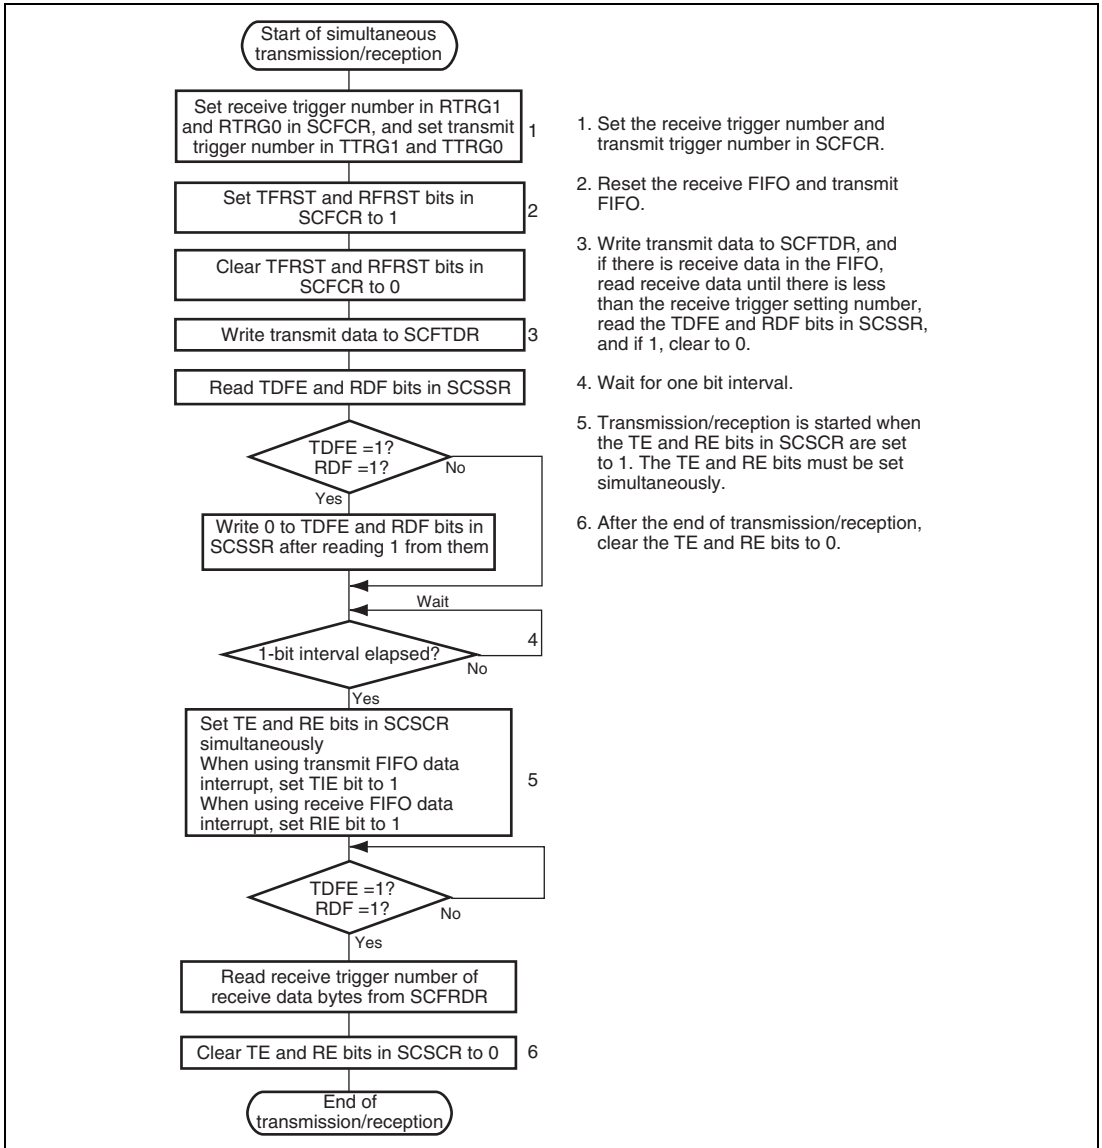 Start of simultaneous
transmission/reception
Set receive trigger number in RTRG1
and RTRG0 in SCFCR, and set transmit
trigger number in TTRG1 and TTRG0
1
Set TFRST and RFRST bits in
SCFCR to 1
2
Clear TFRST and RFRST bits in
SCFCR to 0
Write transmit data to SCFTDR
3
Read TDFE and RDF bits in SCSSR
TDFE =1?
RDF =1?
No
Yes
Write 0 to TDFE and RDF bits in
SCSSR after reading 1 from them
Wait
1-bit interval elapsed?
4
No
Yes
Set TE and RE bits in SCSCR
simultaneously
When using transmit FIFO data
interrupt, set TIE bit to 1
When using receive FIFO data
interrupt, set RIE bit to 1
5
TDFE =1?
RDF =1?
No
Yes
Read receive trigger number of
receive data bytes from SCFRDR
Clear TE and RE bits in SCSCR to 0
6
End of
transmission/reception
1. Set the receive trigger number and
transmit trigger number in SCFCR.
2. Reset the receive FIFO and transmit
FIFO.
3. Write transmit data to SCFTDR, and
if there is receive data in the FIFO,
read receive data until there is less
than the receive trigger setting number,
read the TDFE and RDF bits in SCSSR,
and if 1, clear to 0.
4. Wait for one bit interval.
5. Transmission/reception is started when
the TE and RE bits in SCSCR are set
to 1. The TE and RE bits must be set
simultaneously.
6. After the end of transmission/reception,
clear the TE and RE bits to 0.